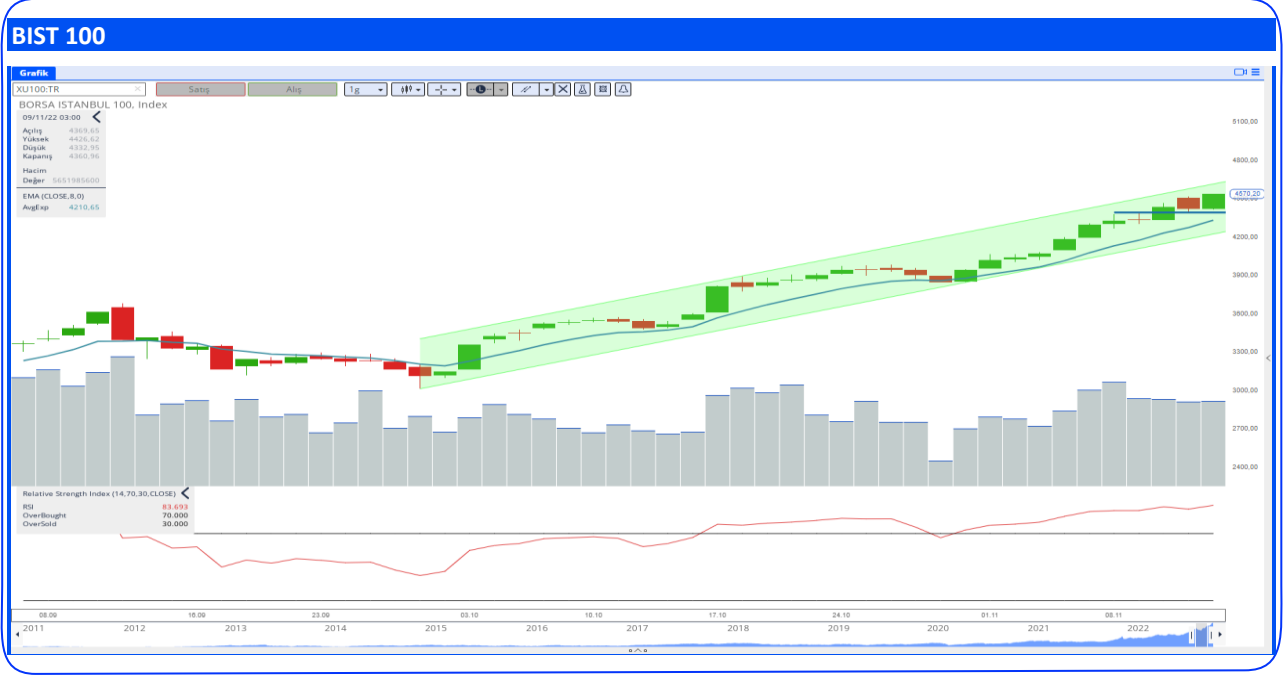 BIST 100
Grafik
XU100:TR
Satış
Alış
1g
BORSA ISTANBUL 100, Index
09/11/22 03:00
Açılış 4369,65
Yüksek 4426,62
Düşük 4332,95
Kapanış 4360,96
Hacim
Değer 5651985600
EMA (CLOSE,8,0)
AvgExp 4210,65
5100,00
4800,00
4670,20
4200,00
3900,00
3600,00
3300,00
3000,00
2700,00
2400,00
Relative Strength Index (14,70,30,CLOSE)
RSI 83.693
OverBought 70.000
OverSold 30.000
08.09 16.09 23.09 03.10 10.10 17.10 24.10 01.11 08.11
2011 2012 2013 2014 2015 2016 2017 2018 2019 2020 2021 2022